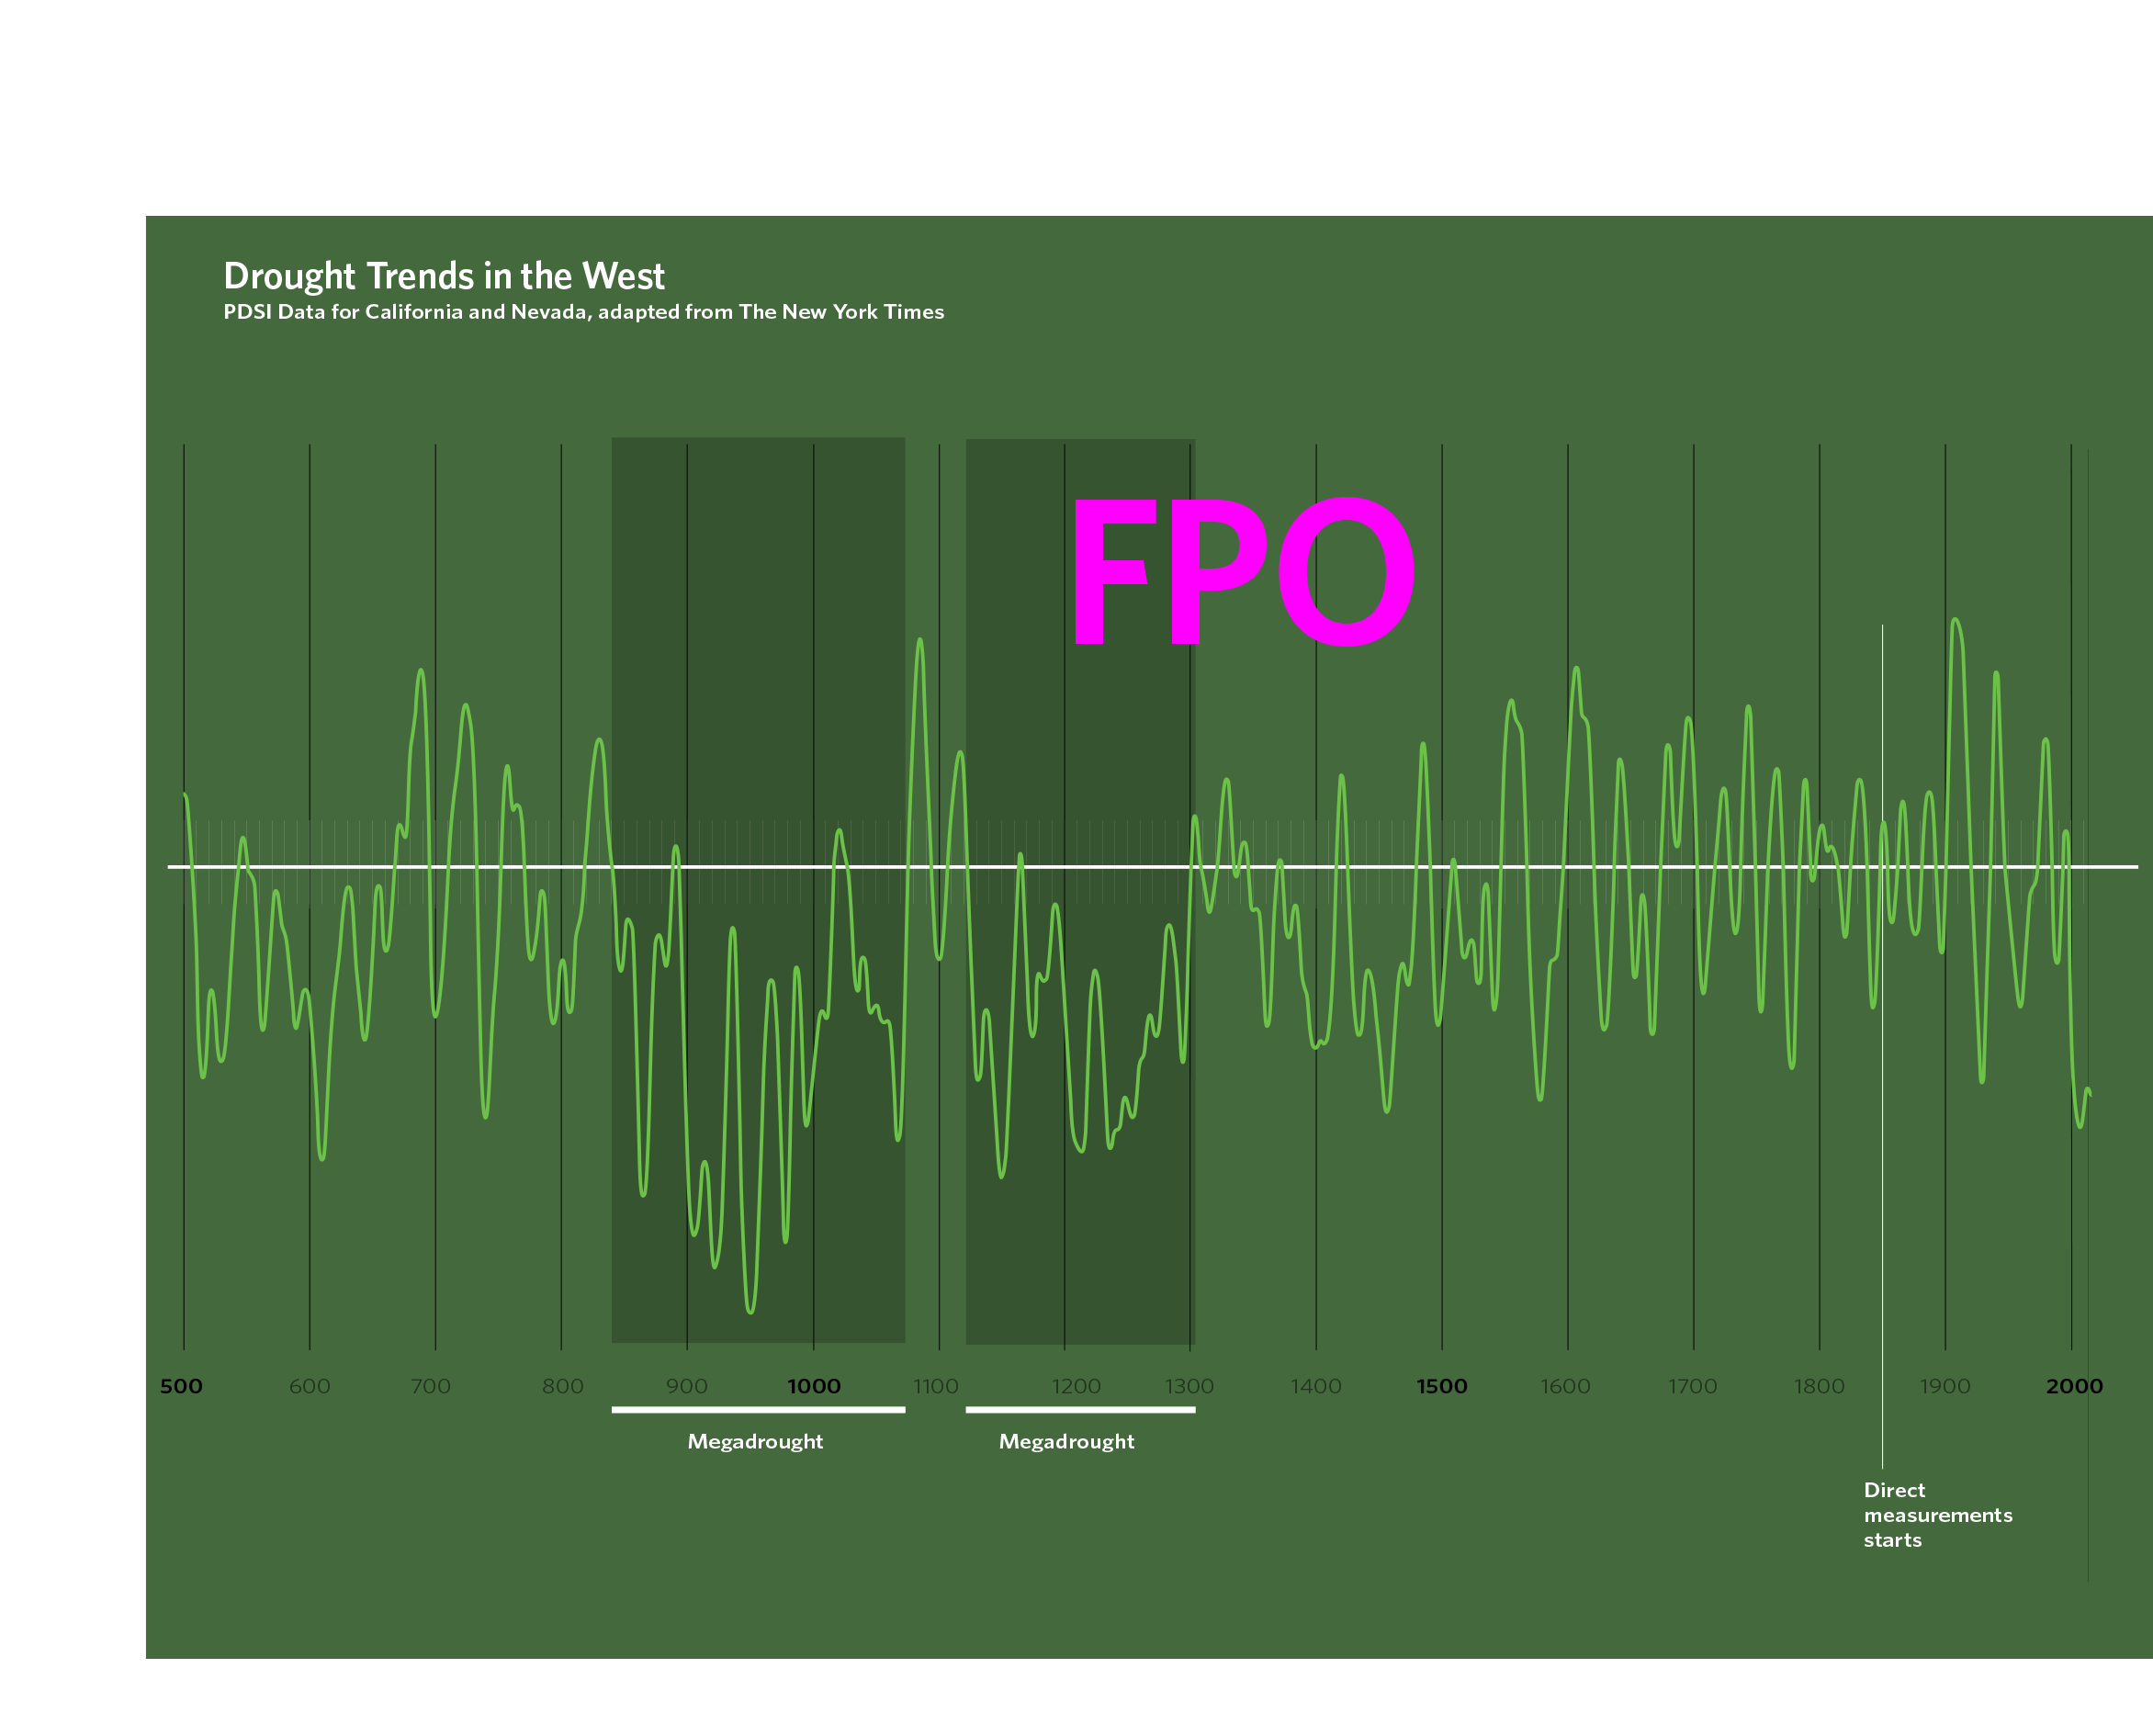 Drought Trends in the West
PDSI Data for California and Nevada, adapted from The New York Times
FPO
500 600 700 800 900 1000 1100 1200 1300 1400 1500 1600 1700 1800 1900 2000
Megadrought Megadrought
Direct
measurements
starts